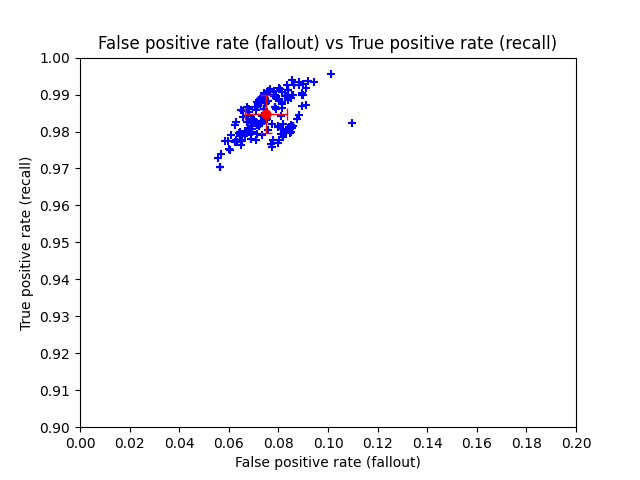 False positive rate (fallout) vs True positive rate (recall)
1.00
0.99
0.98
0.97
0.96
0.95
0.94
0.93
0.92
0.91
0.90
True positive rate (recall)
0.00 0.02 0.04 0.06 0.08 0.10 0.12 0.14 0.16 0.18 0.20
False positive rate (fallout)